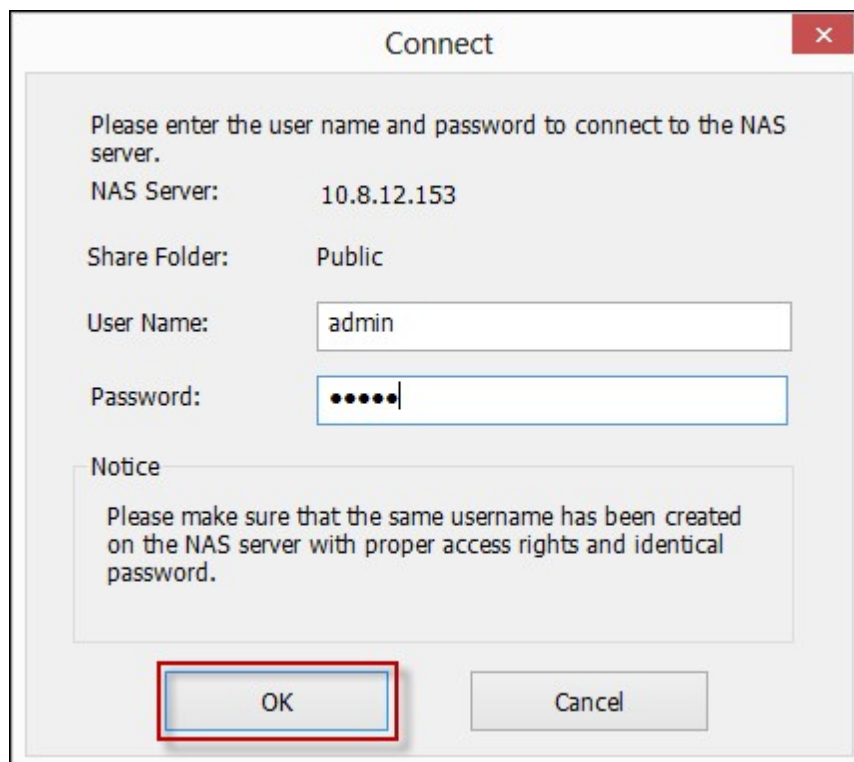 Connect
Please enter the user name and password to connect to the NAS
server.
NAS Server: 10.8.12.153
Share Folder: Public
User Name: admin
Password: •••••
Notice
Please make sure that the same username has been created
on the NAS server with proper access rights and identical
password.
OK Cancel